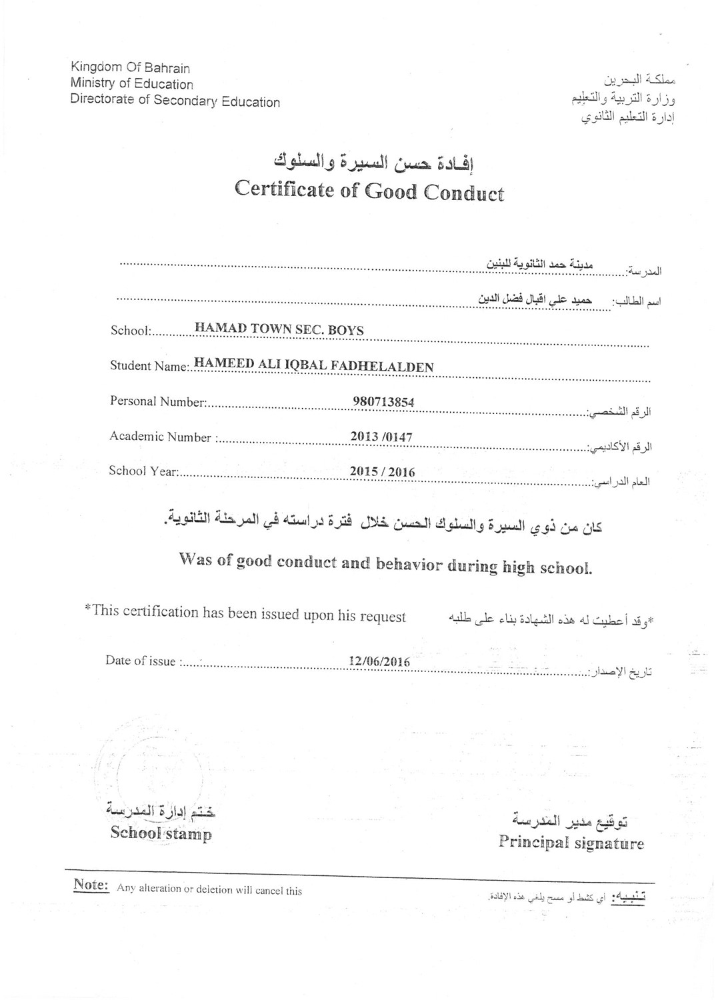 Kingdom Of Bahrain
Ministry of Education
Directorate of Secondary Education
مملكة البحرين
وزارة التربية والتعليم
إدارة التعليم الثانوي
إفادة حسن السيرة والسلوك
Certificate of Good Conduct
المدرسة: مدينة حمد الثانوية للبنين
اسم الطالب: حميد علي اقبال فضل الدين
School: HAMAD TOWN SEC. BOYS
Student Name: HAMEED ALI IQBAL FADHELALDEN
Personal Number: 980713854 الرقم الشخصي:
Academic Number : 2013 /0147 الرقم الأكاديمي:
School Year: 2015 / 2016 العام الدراسي:
كان من ذوي السيرة والسلوك الحسن خلال فترة دراسته في المرحلة الثانوية.
Was of good conduct and behavior during high school.
*This certification has been issued upon his request *وقد أعطيت له هذه الشهادة بناء على طلبه
Date of issue : 12/06/2016 تاريخ الإصدار:
ختم إدارة المدرسة
School stamp
توقيع مدير المدرسة
Principal signature
Note: Any alteration or deletion will cancel this
تنبيه: أي كشط أو مسح يلغي هذه الإفادة.